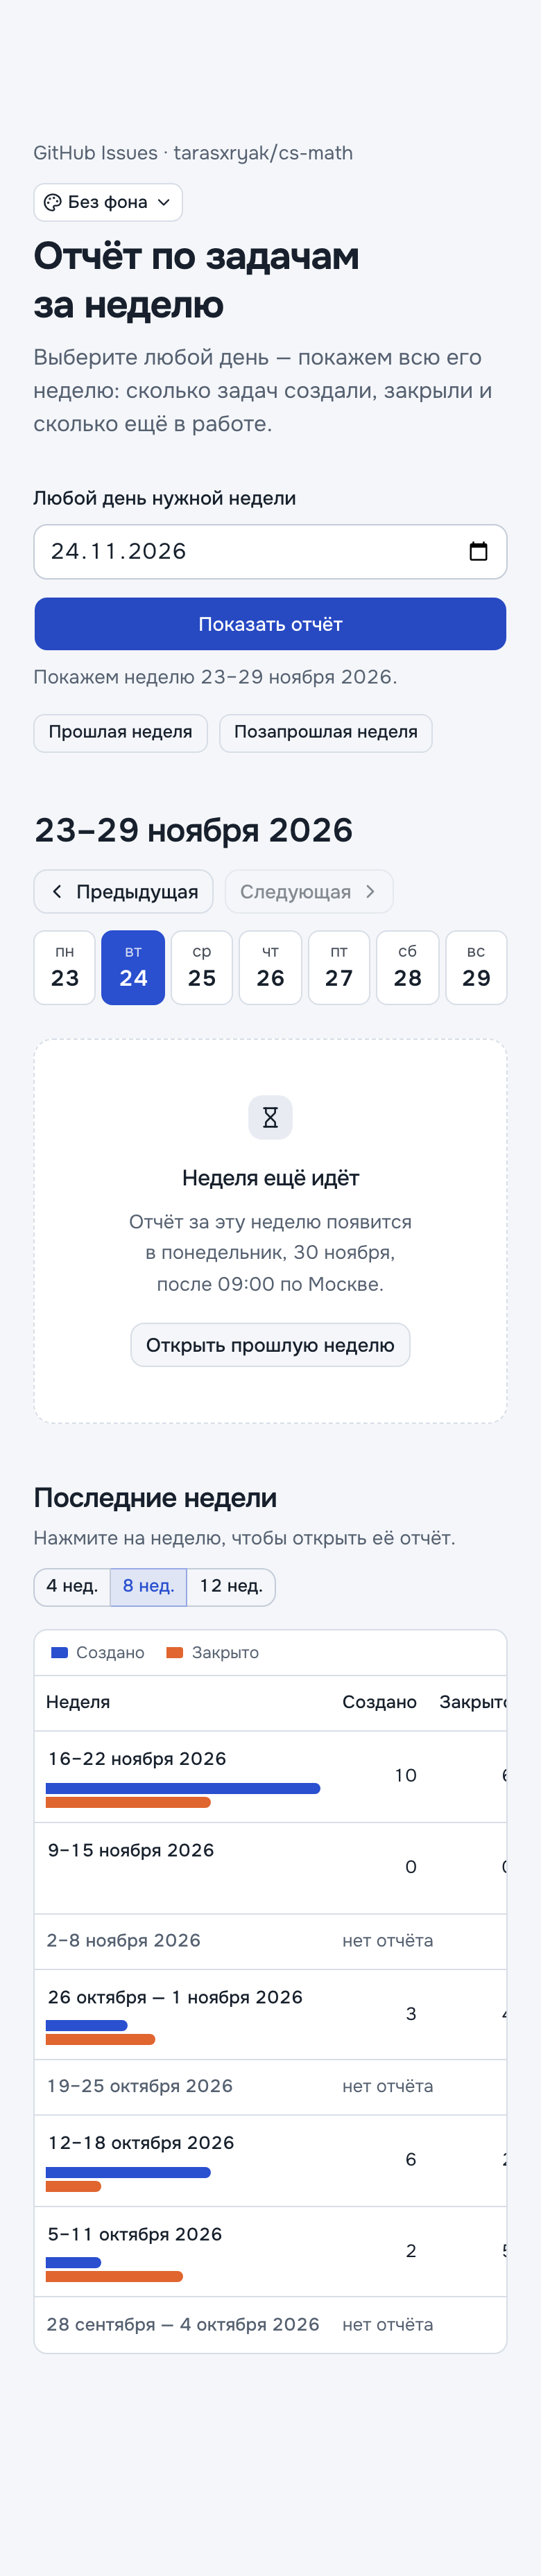 GitHub Issues · tarasxryak/cs-math
Без фона
Отчёт по задачам
за неделю
Выберите любой день — покажем всю его
неделю: сколько задач создали, закрыли и
сколько ещё в работе.
Любой день нужной недели
24.11.2026
Показать отчёт
Покажем неделю 23–29 ноября 2026.
Прошлая неделя Позапрошлая неделя
23–29 ноября 2026
Предыдущая Следующая
пн вт ср чт пт сб вс
23 24 25 26 27 28 29
Неделя ещё идёт
Отчёт за эту неделю появится
в понедельник, 30 ноября,
после 09:00 по Москве.
Открыть прошлую неделю
Последние недели
Нажмите на неделю, чтобы открыть её отчёт.
4 нед. 8 нед. 12 нед.
Создано Закрыто
Неделя Создано Закрыто
16–22 ноября 2026 10
9–15 ноября 2026 0
2–8 ноября 2026 нет отчёта
26 октября — 1 ноября 2026 3
19–25 октября 2026 нет отчёта
12–18 октября 2026 6
5–11 октября 2026 2
28 сентября — 4 октября 2026 нет отчёта